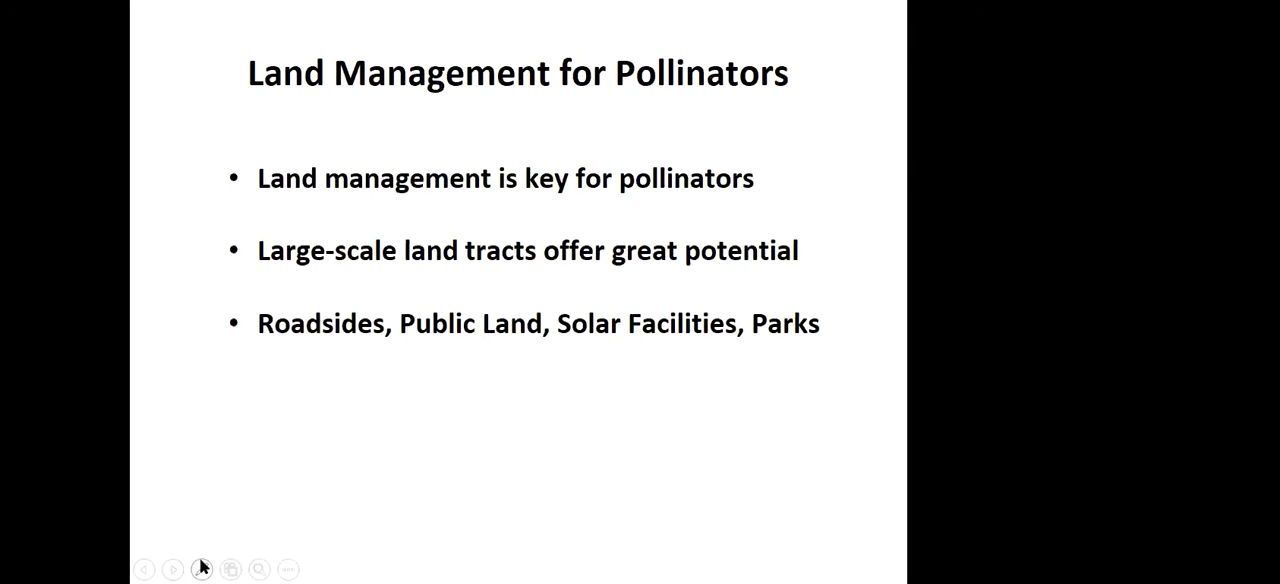 Land Management for Pollinators
• Land management is key for pollinators
• Large-scale land tracts offer great potential
• Roadsides, Public Land, Solar Facilities, Parks